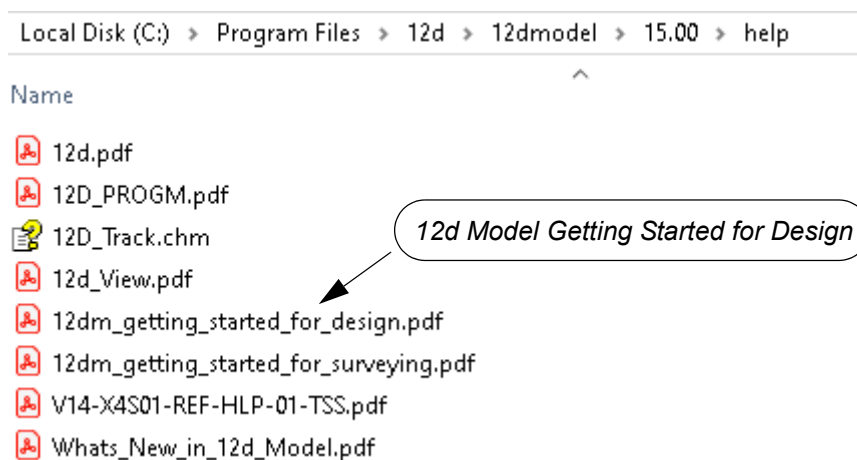 Local Disk (C:) > Program Files > 12d > 12dmodel > 15.00 > help
Name
12d.pdf
12D_PROGM.pdf
12D_Track.chm
12d Model Getting Started for Design
12d_View.pdf
12dm_getting_started_for_design.pdf
12dm_getting_started_for_surveying.pdf
V14-X4S01-REF-HLP-01-TSS.pdf
Whats_New_in_12d_Model.pdf